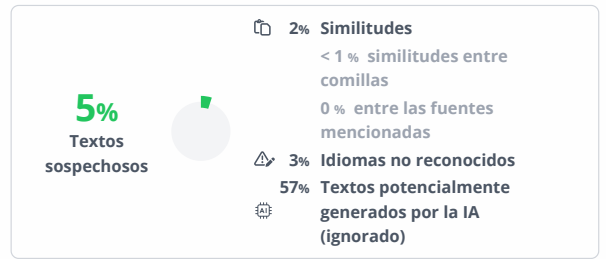 5%
Textos
sospechosos
2% Similitudes
< 1 % similitudes entre
comillas
0 % entre las fuentes
mencionadas
3% Idiomas no reconocidos
57% Textos potencialmente
AI generados por la IA
(ignorado)